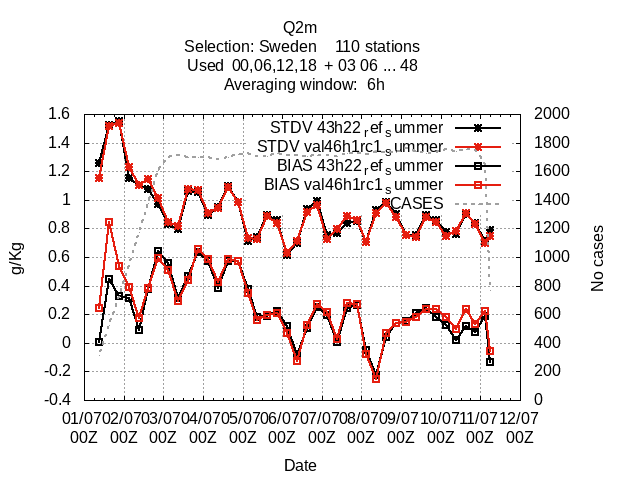 Q2m
Selection: Sweden 110 stations
Used 00,06,12,18 + 03 06 ... 48
Averaging window: 6h
1.6
1.4
1.2
1
0.8
0.6
0.4
0.2
0
-0.2
-0.4
g/Kg
STDV 43h22refsummer
STDV val46h1rc1summer
BIAS 43h22refsummer
BIAS val46h1rc1summer
CASES
2000
1800
1600
1400
1200
1000
800
600
400
200
0
No cases
01/07 02/07 03/07 04/07 05/07 06/07 07/07 08/07 09/07 10/07 11/07 12/07
00Z 00Z 00Z 00Z 00Z 00Z 00Z 00Z 00Z 00Z 00Z 00Z
Date